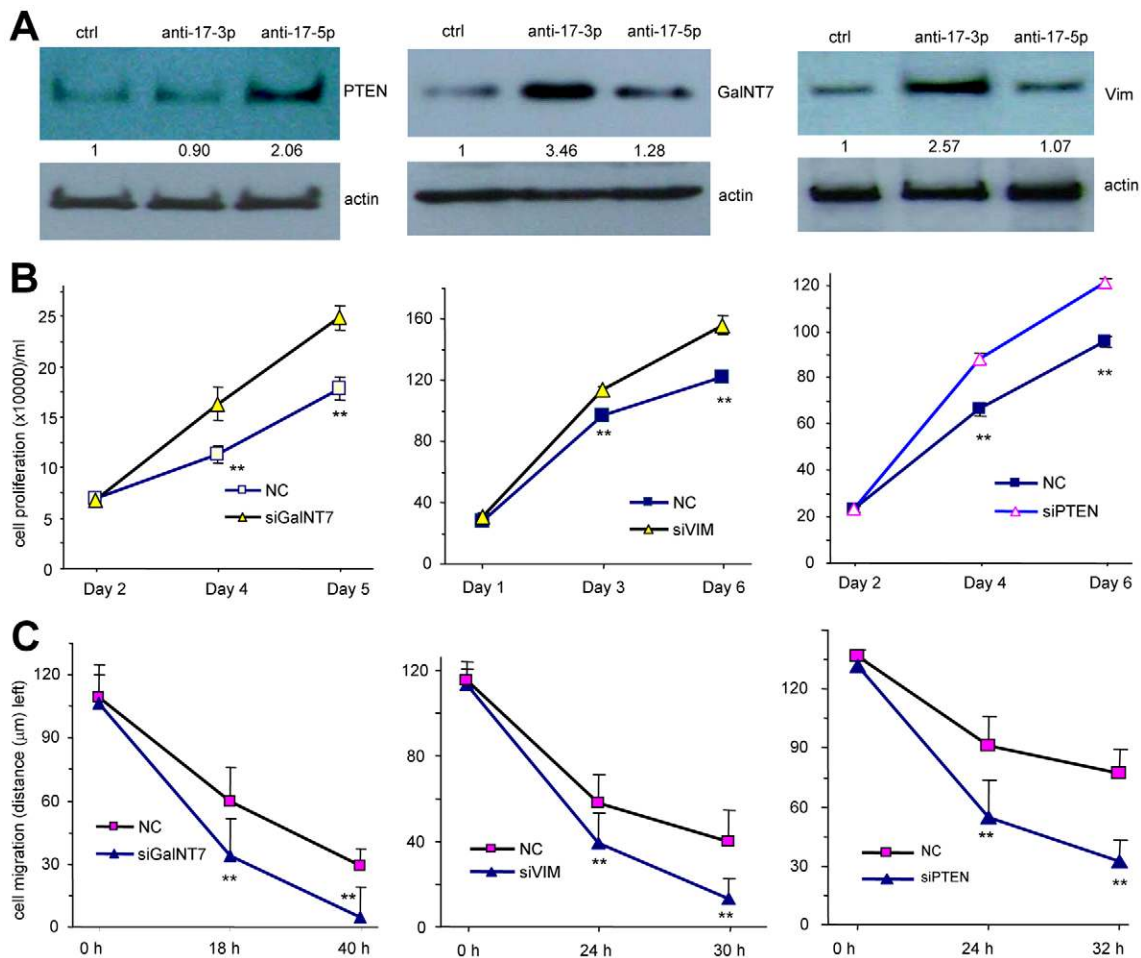 A
ctrl anti-17-3p anti-17-5p
PTEN
1 0.90 2.06
actin
ctrl anti-17-3p anti-17-5p
GalNT7
1 3.46 1.28
actin
ctrl anti-17-3p anti-17-5p
Vim
1 2.57 1.07
actin
B
cell proliferation (x10000)/ml
25
20
15
10
5
0
**
**
NC
siGalNT7
Day 2 Day 4 Day 5
160
120
80
40
0
**
**
NC
siVIM
Day 1 Day 3 Day 6
120
100
80
60
40
20
0
**
**
NC
siPTEN
Day 2 Day 4 Day 6
C
cell migration (distance (μm) left)
120
90
60
30
0
NC
siGalNT7
**
**
0 h 18 h 40 h
120
80
40
0
NC
siVIM
**
**
0 h 24 h 30 h
120
90
60
30
0
NC
siPTEN
**
**
0 h 24 h 32 h